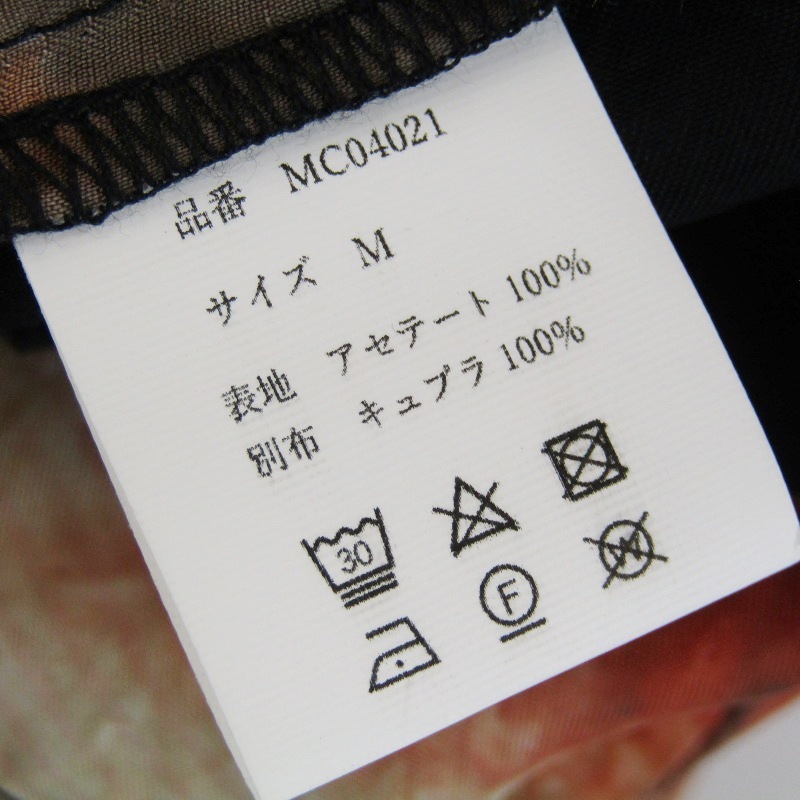 品番 MC04021
サイズ M
表地 アセテート 100%
別布 キュプラ 100%
30
F W